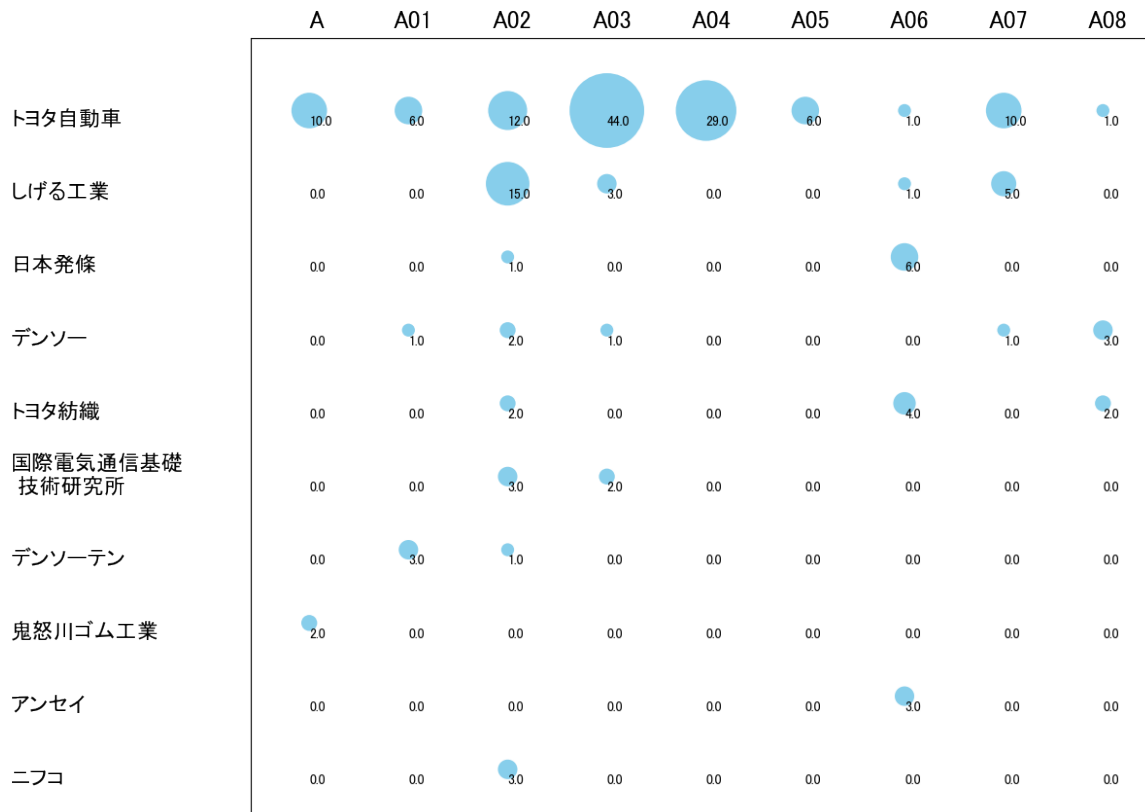 A A01 A02 A03 A04 A05 A06 A07 A08
トヨタ自動車 10.0 6.0 12.0 44.0 29.0 6.0 1.0 10.0 1.0
しげる工業 0.0 0.0 15.0 3.0 0.0 0.0 1.0 5.0 0.0
日本発條 0.0 0.0 1.0 0.0 0.0 0.0 6.0 0.0 0.0
デンソー 0.0 1.0 2.0 1.0 0.0 0.0 0.0 1.0 3.0
トヨタ紡織 0.0 0.0 2.0 0.0 0.0 0.0 4.0 0.0 2.0
国際電気通信基礎
技術研究所 0.0 0.0 3.0 2.0 0.0 0.0 0.0 0.0 0.0
デンソーテン 0.0 3.0 1.0 0.0 0.0 0.0 0.0 0.0 0.0
鬼怒川ゴム工業 2.0 0.0 0.0 0.0 0.0 0.0 0.0 0.0 0.0
アンセイ 0.0 0.0 0.0 0.0 0.0 0.0 3.0 0.0 0.0
ニフコ 0.0 0.0 3.0 0.0 0.0 0.0 0.0 0.0 0.0